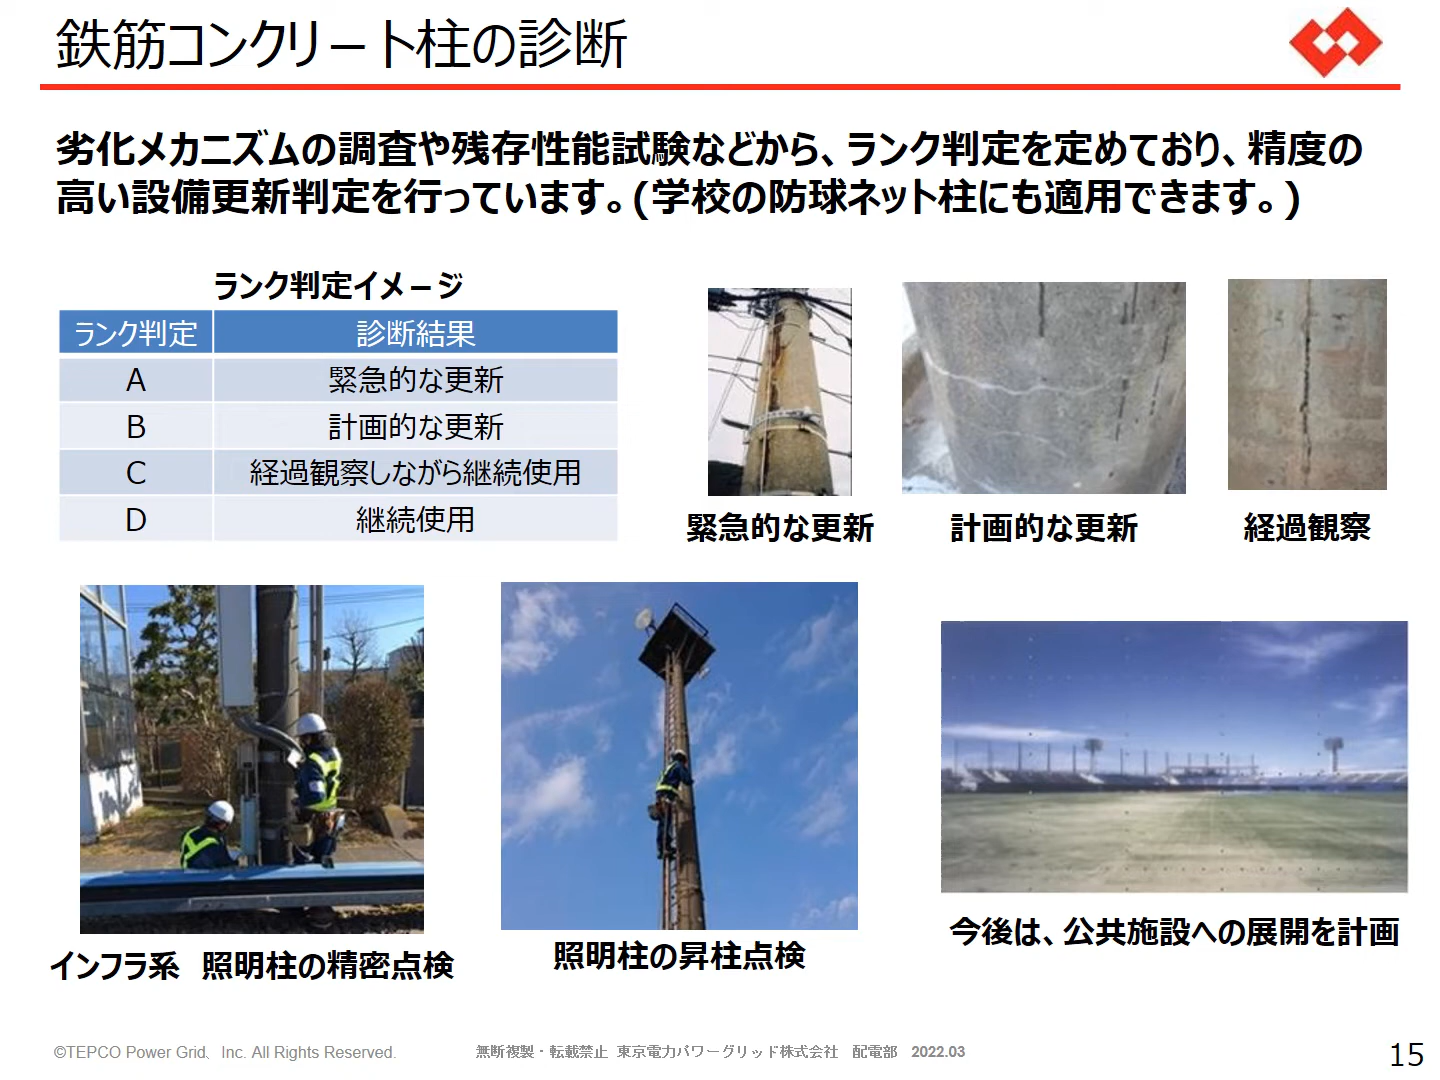 鉄筋コンクリート柱の診断
劣化メカニズムの調査や残存性能試験などから、ランク判定を定めており、精度の
高い設備更新判定を行っています。(学校の防球ネット柱にも適用できます。)
ランク判定イメージ
ランク判定 診断結果
A 緊急的な更新
B 計画的な更新
C 経過観察しながら継続使用
D 継続使用
緊急的な更新
計画的な更新
経過観察
インフラ系 照明柱の精密点検
照明柱の昇柱点検
今後は、公共施設への展開を計画
©TEPCO Power Grid、Inc. All Rights Reserved.
無断複製・転載禁止 東京電力パワーグリッド株式会社 配電部 2022.03
15